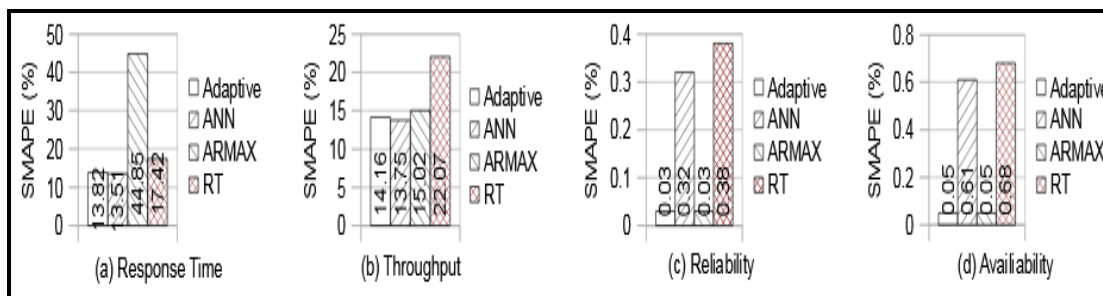 SMAPE (%)
50
40
30
20
10
0
13.82
13.51
44.85
17.42
Adaptive
ANN
ARMAX
RT
(a) Response Time
SMAPE (%)
25
20
15
10
5
0
14.16
13.75
15.02
22.07
Adaptive
ANN
ARMAX
RT
(b) Throughput
SMAPE (%)
0.4
0.3
0.2
0.1
0
0.03
0.32
0.03
0.38
Adaptive
ANN
ARMAX
RT
(c) Reliability
SMAPE (%)
0.8
0.6
0.4
0.2
0
0.05
0.61
0.05
0.68
Adaptive
ANN
ARMAX
RT
(d) Availiability